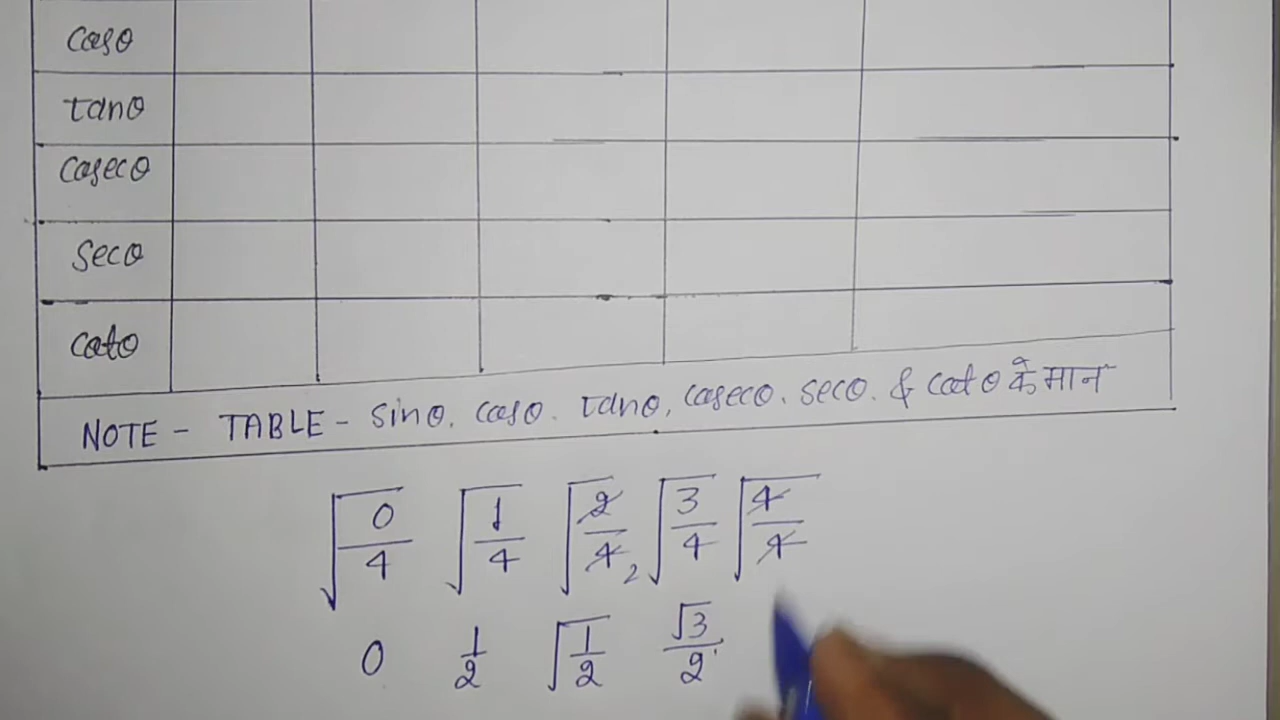 cosθ
tanθ
cosecθ
secθ
cotθ
NOTE - TABLE - sinθ. cosθ. tanθ, cosecθ. secθ. & cotθ के मान
√0/4 √1/4 √2/4 2 √3/4 √4/4
0 1/2 √1/2 √3/2